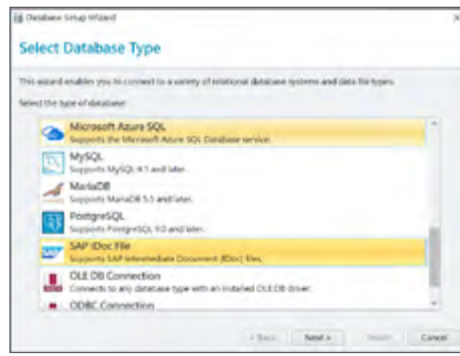 Database Setup Wizard
Select Database Type
This wizard enables you to connect to a variety of relational database systems and data file types.
Select the type of database:
Microsoft Azure SQL
Supports the Microsoft Azure SQL Database service.
MySQL
Supports MySQL 4.1 and later.
MariaDB
Supports MariaDB 5.5 and later.
PostgreSQL
Supports PostgreSQL 9.0 and later.
SAP IDoc File
Supports SAP Intermediate Document (IDoc) files.
OLE DB Connection
Connects to any database type with an installed OLE DB driver.
ODBC Connection
< Back Next > Cancel